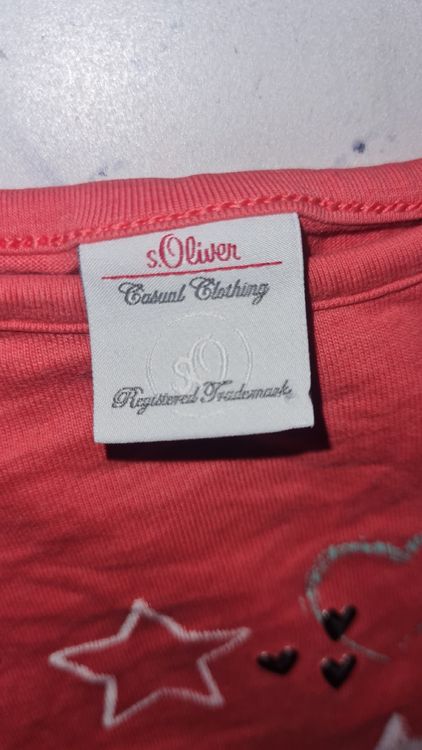 s.Oliver
Casual Clothing
sO
Registered Trademark